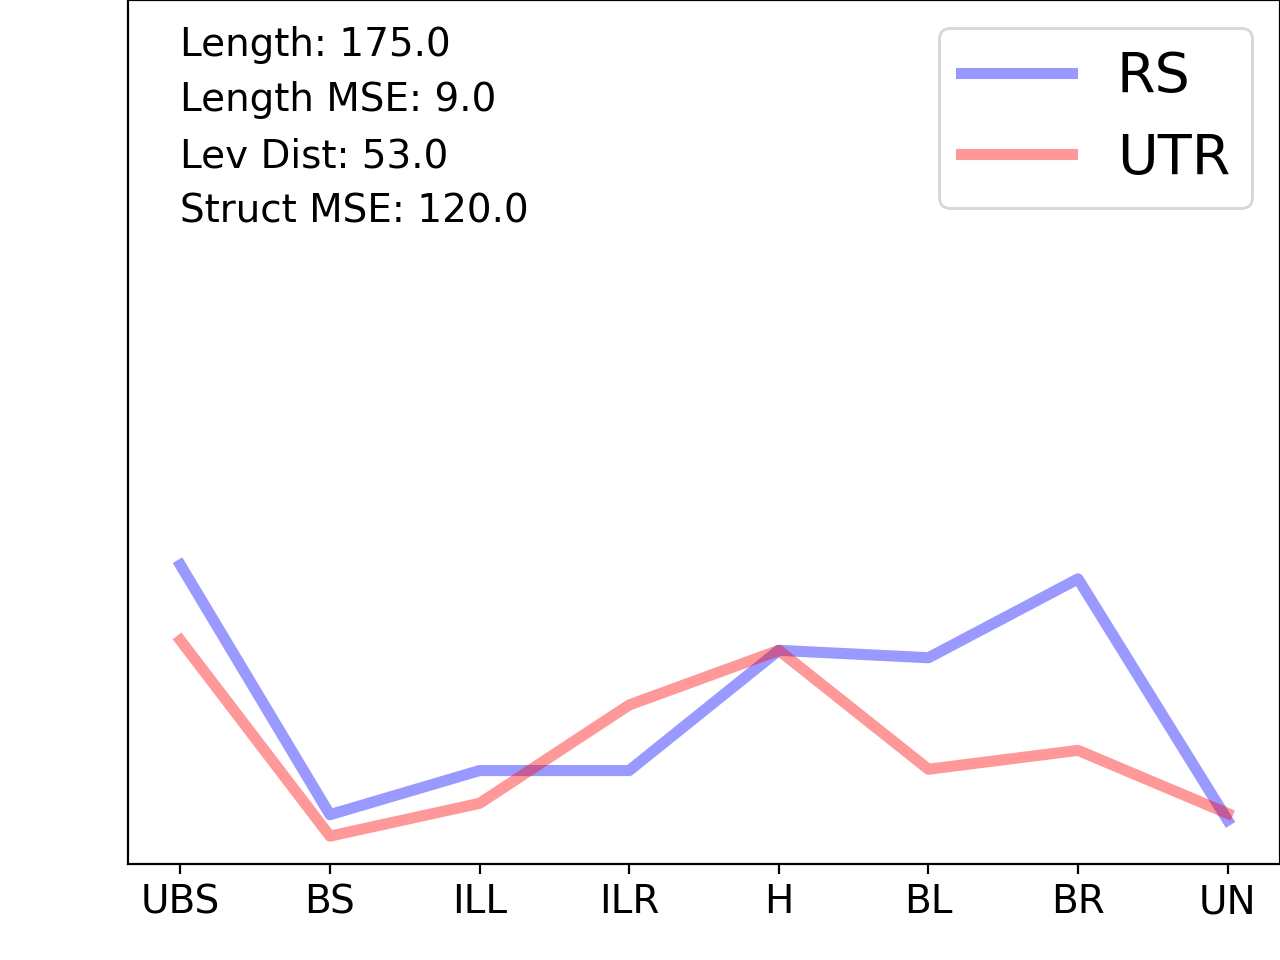 Length: 175.0
Length MSE: 9.0
Lev Dist: 53.0
Struct MSE: 120.0
RS
UTR
UBS BS ILL ILR H BL BR UN